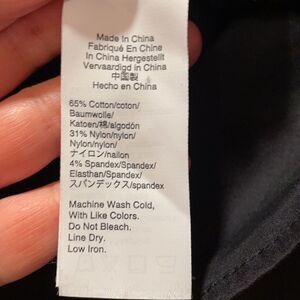 Made In China
Fabriqué En Chine
In China Hergestellt
Vervaardigd in China
中国製
Hecho en China
65% Cotton/coton/
Baumwolle/
Katoen/棉/algodón
31% Nylon/nylon/
Nylon/nylon/
ナイロン/nailon
4% Spandex/Spandex/
Elasthan/Spandex/
スパンデックス/spandex
Machine Wash Cold,
With Like Colors.
Do Not Bleach.
Line Dry.
Low Iron.